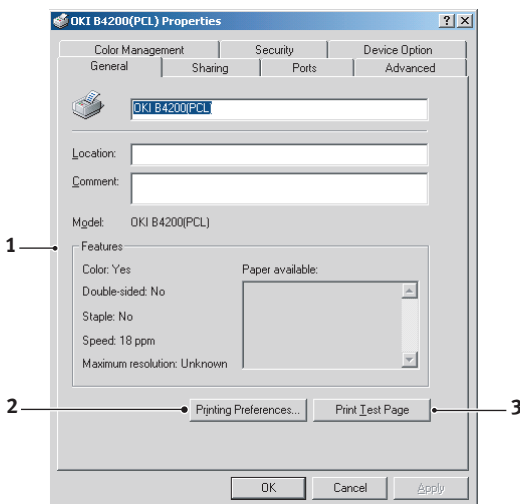 OKI B4200(PCL) Properties
Color Management Security Device Option
General Sharing Ports Advanced
OKI B4200(PCL)
Location:
Comment:
Model: OKI B4200(PCL)
1
Features
Color: Yes Paper available:
Double-sided: No
Staple: No
Speed: 18 ppm
Maximum resolution: Unknown
2 Printing Preferences... Print Test Page 3
OK Cancel Apply